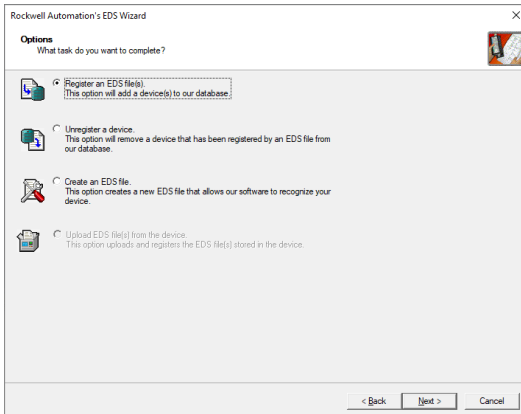 Rockwell Automation's EDS Wizard
Options
What task do you want to complete?
Register an EDS file(s).
This option will add a device(s) to our database.
Unregister a device.
This option will remove a device that has been registered by an EDS file from
our database.
Create an EDS file.
This option creates a new EDS file that allows our software to recognize your
device.
Upload EDS file(s) from the device.
This option uploads and registers the EDS file(s) stored in the device.
< Back Next > Cancel